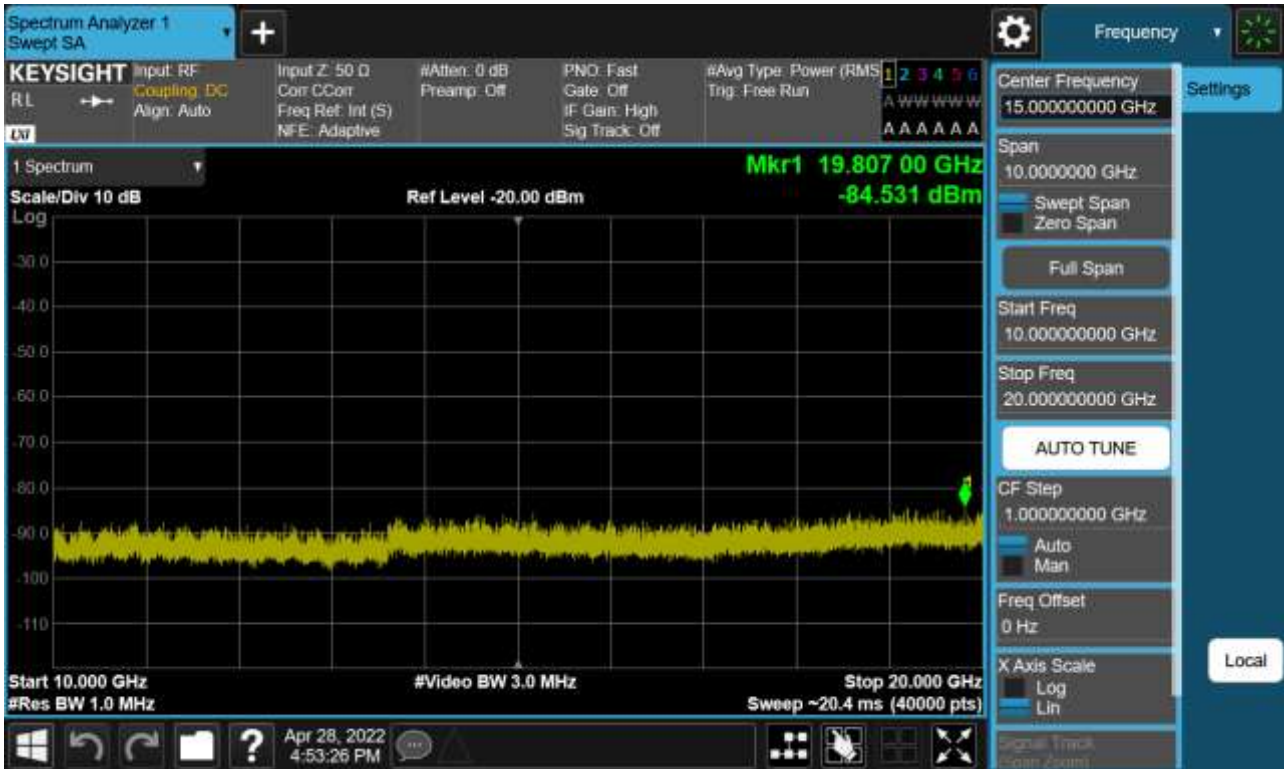 Spectrum Analyzer 1
Swept SA
+
Frequency
KEYSIGHT
RL
LXI
Input: RF
Coupling: DC
Align: Auto
Input Z: 50 Ω
Corr CCorr
Freq Ref: Int (S)
NFE: Adaptive
#Atten: 0 dB
Preamp: Off
PNO: Fast
Gate: Off
IF Gain: High
Sig Track: Off
#Avg Type: Power (RMS
Trig: Free Run
1 2 3 4 5 6
A W W W W W
A A A A A A
1 Spectrum
Scale/Div 10 dB
Ref Level -20.00 dBm
Mkr1 19.807 00 GHz
-84.531 dBm
Log
-30.0
-40.0
-50.0
-60.0
-70.0
-80.0
-90.0
-100
-110
Start 10.000 GHz
#Video BW 3.0 MHz
Stop 20.000 GHz
#Res BW 1.0 MHz
Sweep ~20.4 ms (40000 pts)
Center Frequency
15.000000000 GHz
Settings
Span
10.0000000 GHz
Swept Span
Zero Span
Full Span
Start Freq
10.000000000 GHz
Stop Freq
20.000000000 GHz
AUTO TUNE
CF Step
1.000000000 GHz
Auto
Man
Freq Offset
0 Hz
X Axis Scale
Log
Lin
Local
Signal Track
(Span Zoom)
?
Apr 28, 2022
4:53:26 PM